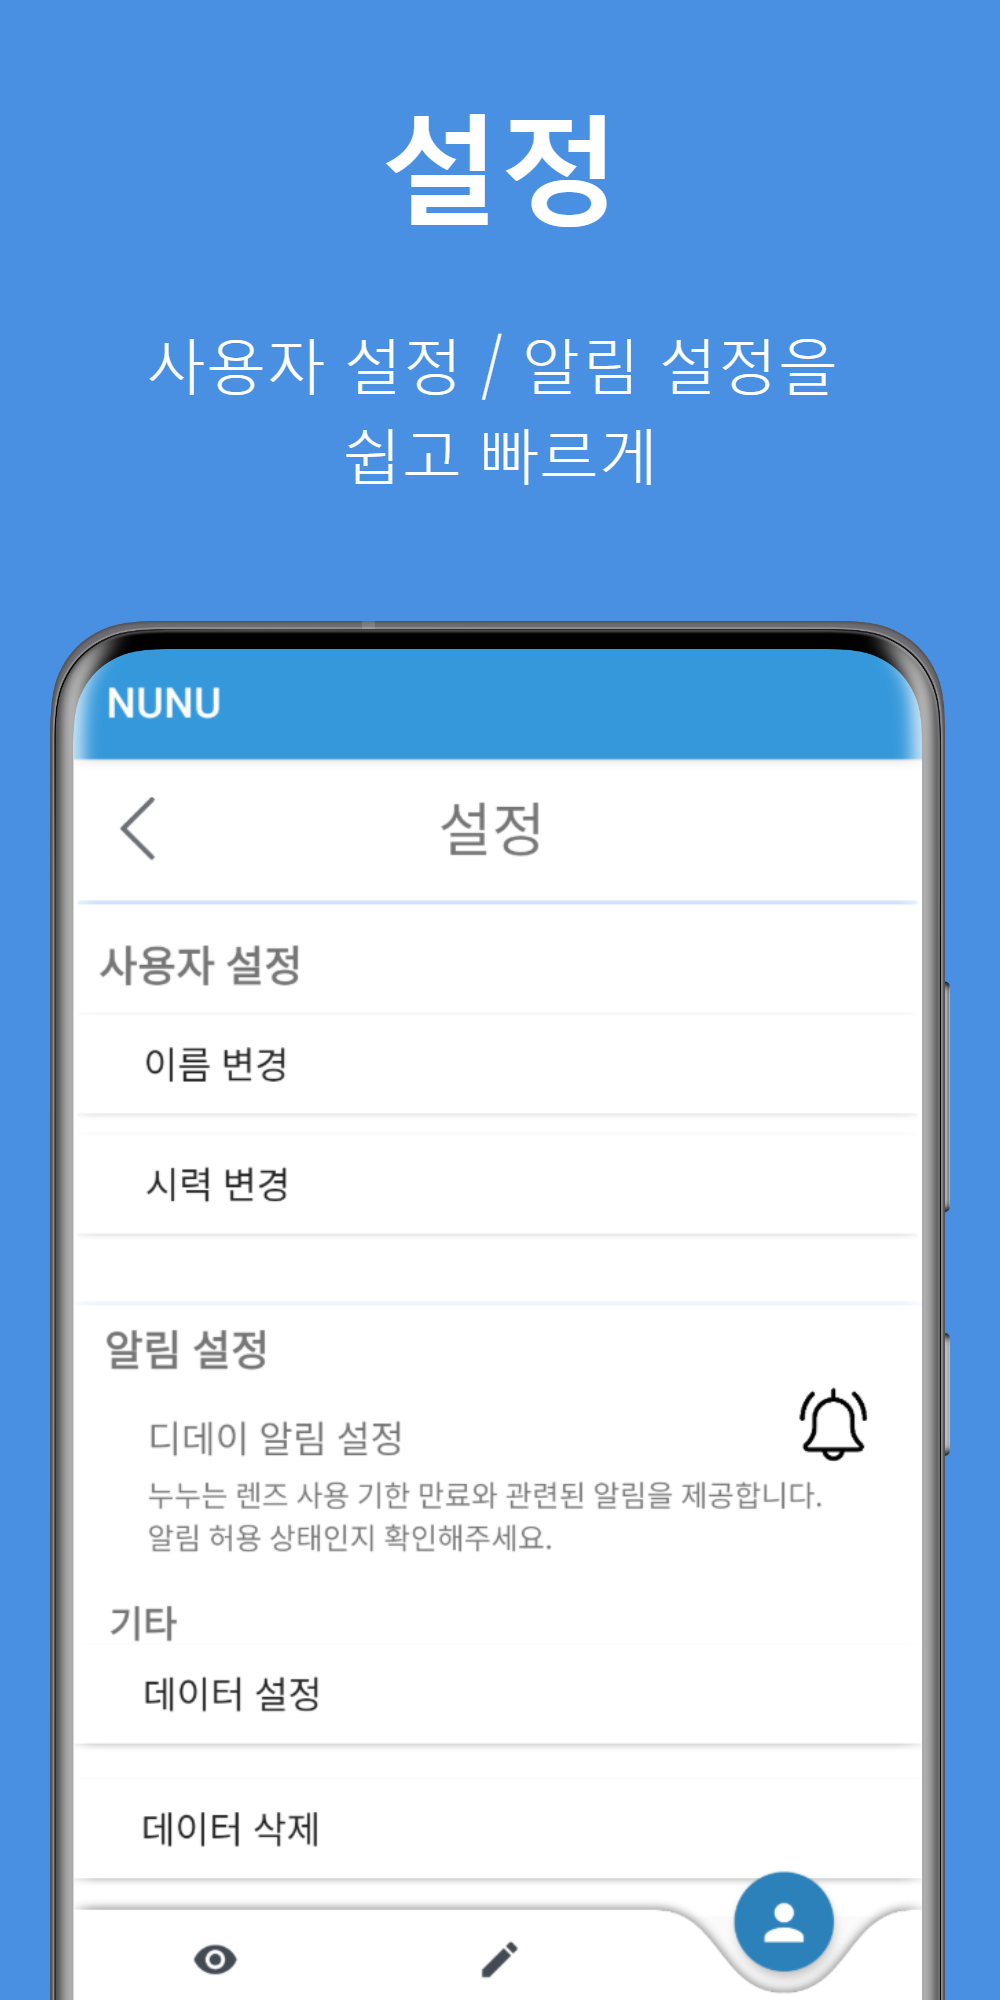 설정
사용자 설정 / 알림 설정을
쉽고 빠르게
NUNU
설정
사용자 설정
이름 변경
시력 변경
알림 설정
디데이 알림 설정
누누는 렌즈 사용 기한 만료와 관련된 알림을 제공합니다.
알림 허용 상태인지 확인해주세요.
기타
데이터 설정
데이터 삭제